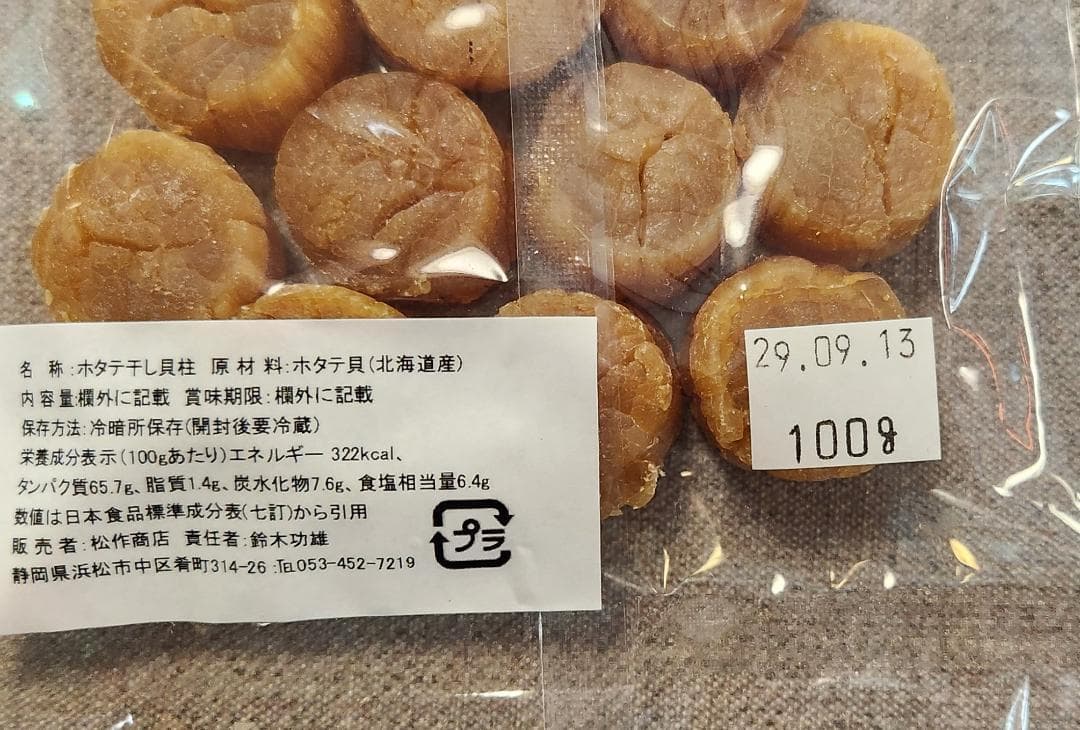 名 称:ホタテ干し貝柱 原 材 料:ホタテ貝(北海道産)
内容量:欄外に記載 賞味期限:欄外に記載
保存方法:冷暗所保存(開封後要冷蔵)
栄養成分表示(100gあたり)エネルギー 322kcal、
タンパク質65.7g、脂質1.4g、炭水化物7.6g、食塩相当量6.4g
数値は日本食品標準成分表(七訂)から引用
販 売 者:松作商店 責任者:鈴木功雄
静岡県浜松市中区肴町314-26 :℡053-452-7219
プラ
29.09.13
100g